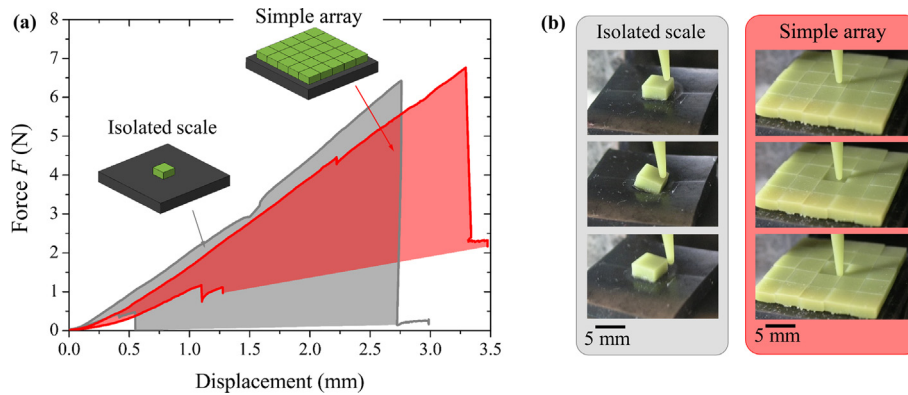 (a)
8
7
6
5
4
3
2
1
0
Force F (N)
Simple array
Isolated scale
0.0 0.5 1.0 1.5 2.0 2.5 3.0 3.5
Displacement (mm)
(b)
Isolated scale
5 mm
Simple array
5 mm